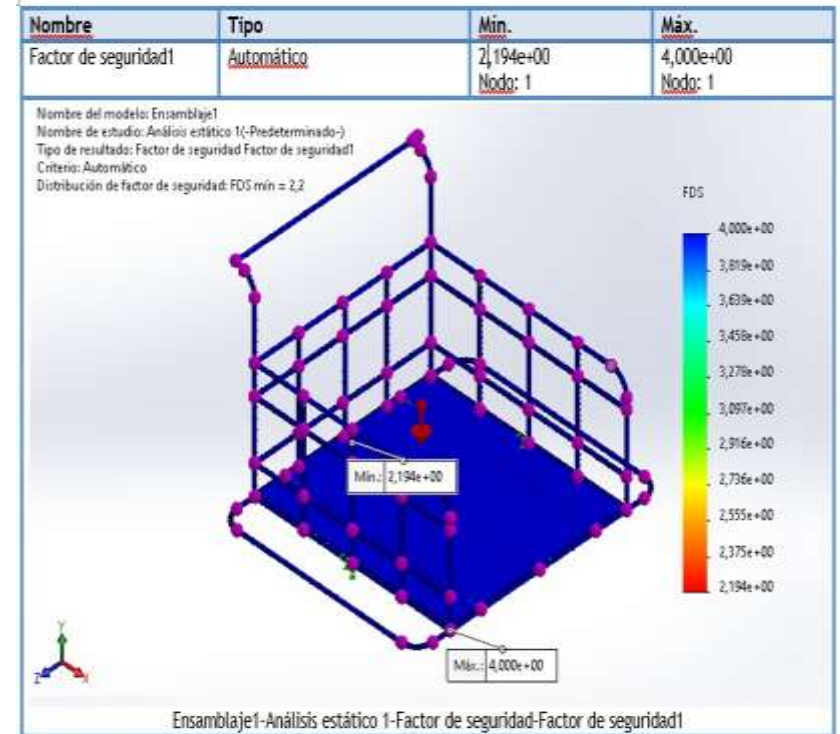 Nombre Tipo Mín. Máx.
Factor de seguridad1 Automático 2,194e+00 4,000e+00
Nodo: 1 Nodo: 1
Nombre del modelo: Ensamblaje1
Nombre de estudio: Análisis estático 1(-Predeterminado-)
Tipo de resultado: Factor de seguridad Factor de seguridad1
Criterio: Automático
Distribución de factor de seguridad: FDS mín = 2,2
FDS
4,000e+00
3,819e+00
3,639e+00
3,458e+00
3,278e+00
3,097e+00
2,916e+00
2,736e+00
2,555e+00
2,375e+00
2,194e+00
Mín.: 2,194e+00
Máx.: 4,000e+00
Y
Z
X
Ensamblaje1-Análisis estático 1-Factor de seguridad-Factor de seguridad1